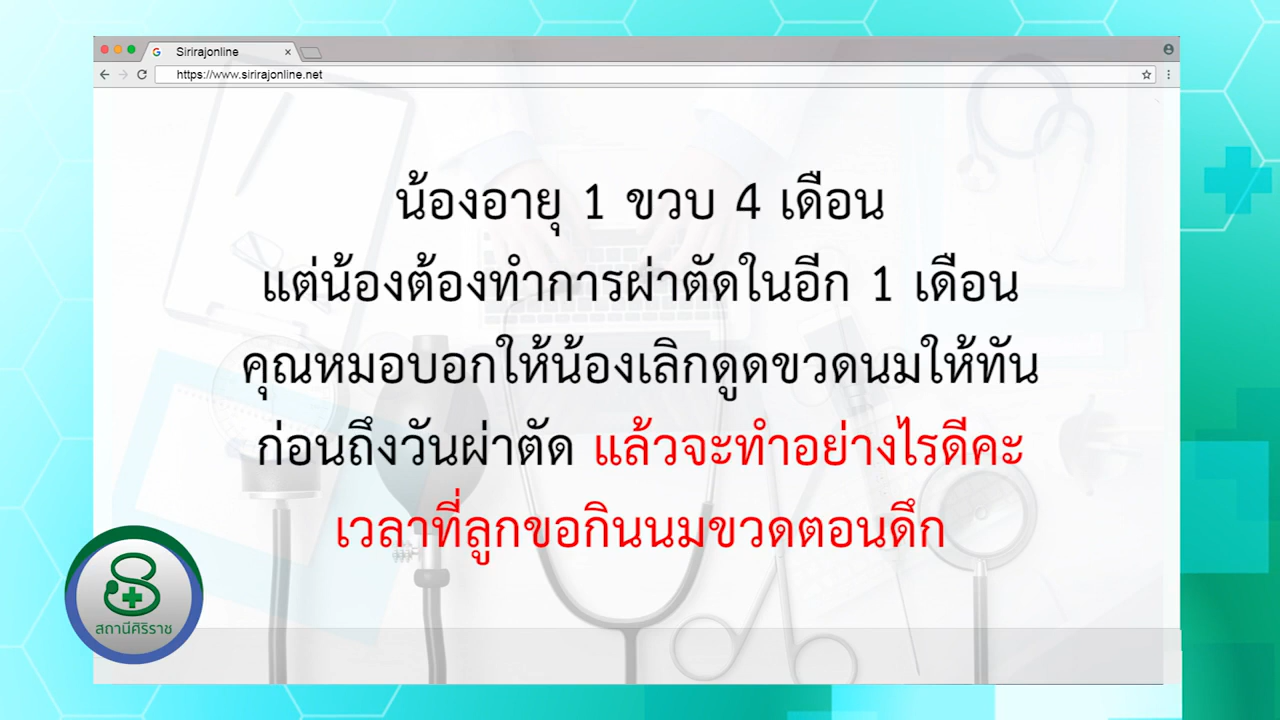 Sirirajonline
https://www.sirirajonline.net
น้องอายุ 1 ขวบ 4 เดือน
แต่น้องต้องทำการผ่าตัดในอีก 1 เดือน
คุณหมอบอกให้น้องเลิกดูดขวดนมให้ทัน
ก่อนถึงวันผ่าตัด แล้วจะทำอย่างไรดีคะ
เวลาที่ลูกขอกินนมขวดตอนดึก
สถานีศิริราช